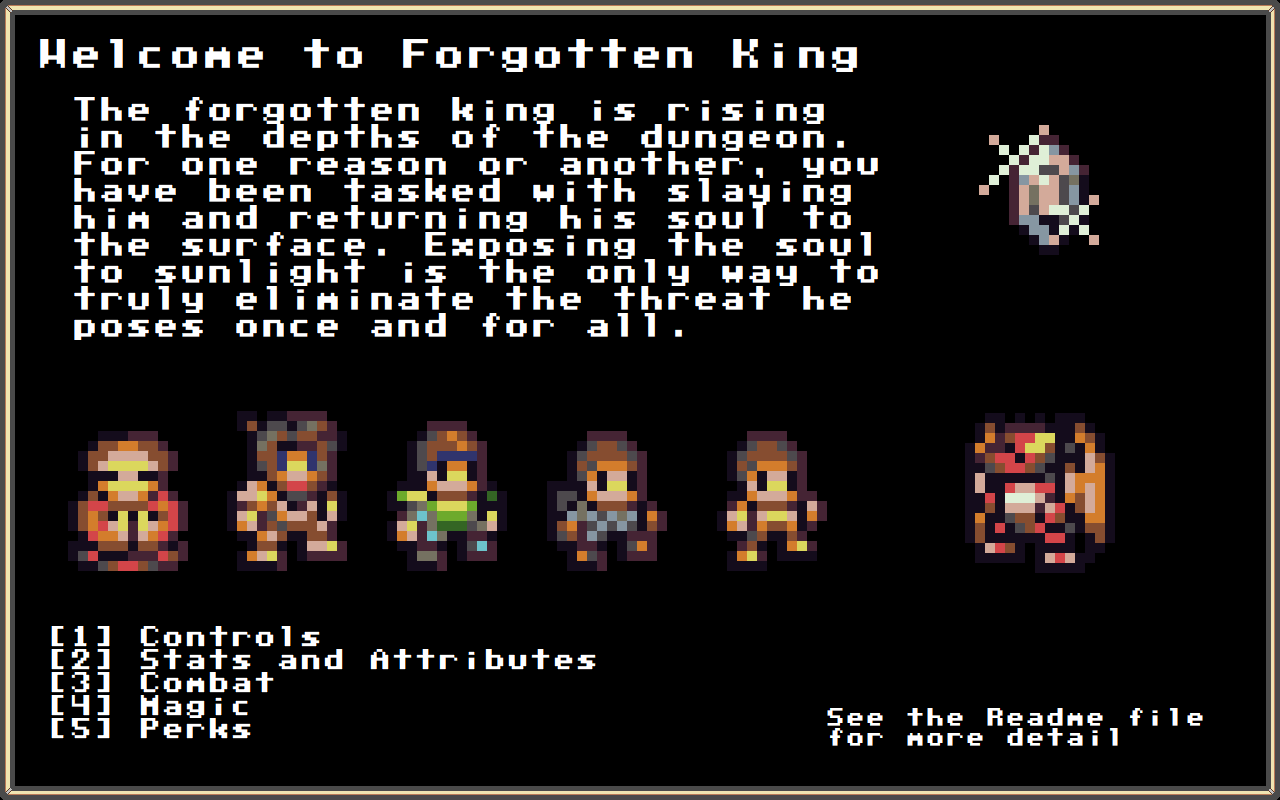 Welcome to Forgotten King
The forgotten king is rising
in the depths of the dungeon.
For one reason or another, you
have been tasked with slaying
him and returning his soul to
the surface. Exposing the soul
to sunlight is the only way to
truly eliminate the threat he
poses once and for all.
[1] Controls
[2] Stats and Attributes
[3] Combat
[4] Magic
[5] Perks
See the Readme file
for more detail